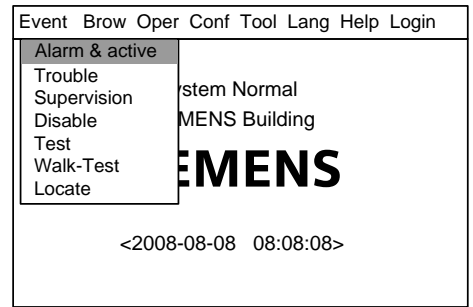 Event Brow Oper Conf Tool Lang Help Login
Alarm & active
Trouble
Supervision
Disable
Test
Walk-Test
Locate
ystem Normal
MENS Building
EMENS
<2008-08-08 08:08:08>